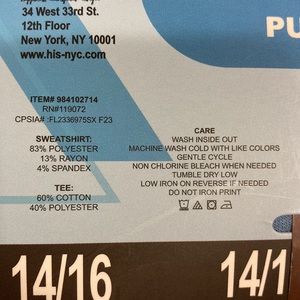 34 West 33rd St.
12th Floor
New York, NY 10001
www.his-nyc.com
PU
ITEM# 984102714
RN#119072
CPSIA# :FL2336975SX F23
SWEATSHIRT:
83% POLYESTER
13% RAYON
4% SPANDEX
TEE:
60% COTTON
40% POLYESTER
CARE
WASH INSIDE OUT
MACHINE WASH COLD WITH LIKE COLORS
GENTLE CYCLE
NON CHLORINE BLEACH WHEN NEEDED
TUMBLE DRY LOW
LOW IRON ON REVERSE IF NEEDED
DO NOT IRON PRINT
14/16
14/1